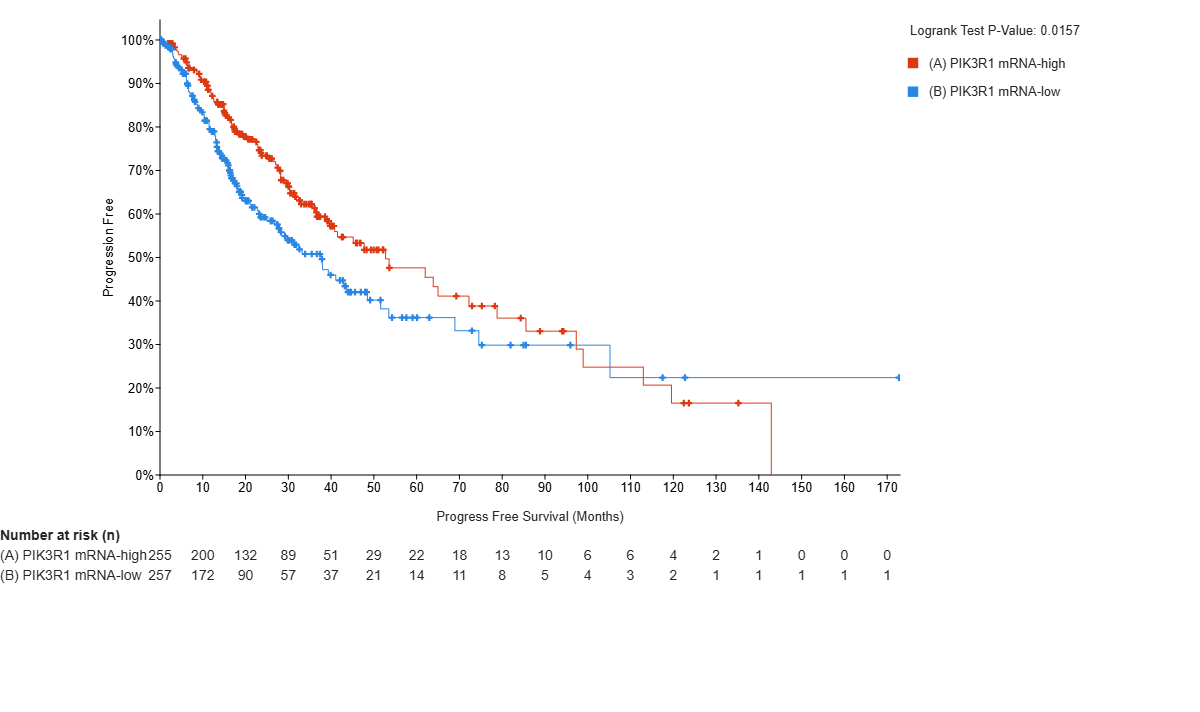 Logrank Test P-Value: 0.0157
(A) PIK3R1 mRNA-high
(B) PIK3R1 mRNA-low
Progression Free
100%
90%
80%
70%
60%
50%
40%
30%
20%
10%
0%
0 10 20 30 40 50 60 70 80 90 100 110 120 130 140 150 160 170
Progress Free Survival (Months)
Number at risk (n)
(A) PIK3R1 mRNA-high 255 200 132 89 51 29 22 18 13 10 6 6 4 2 1 0 0 0
(B) PIK3R1 mRNA-low 257 172 90 57 37 21 14 11 8 5 4 3 2 1 1 1 1 1